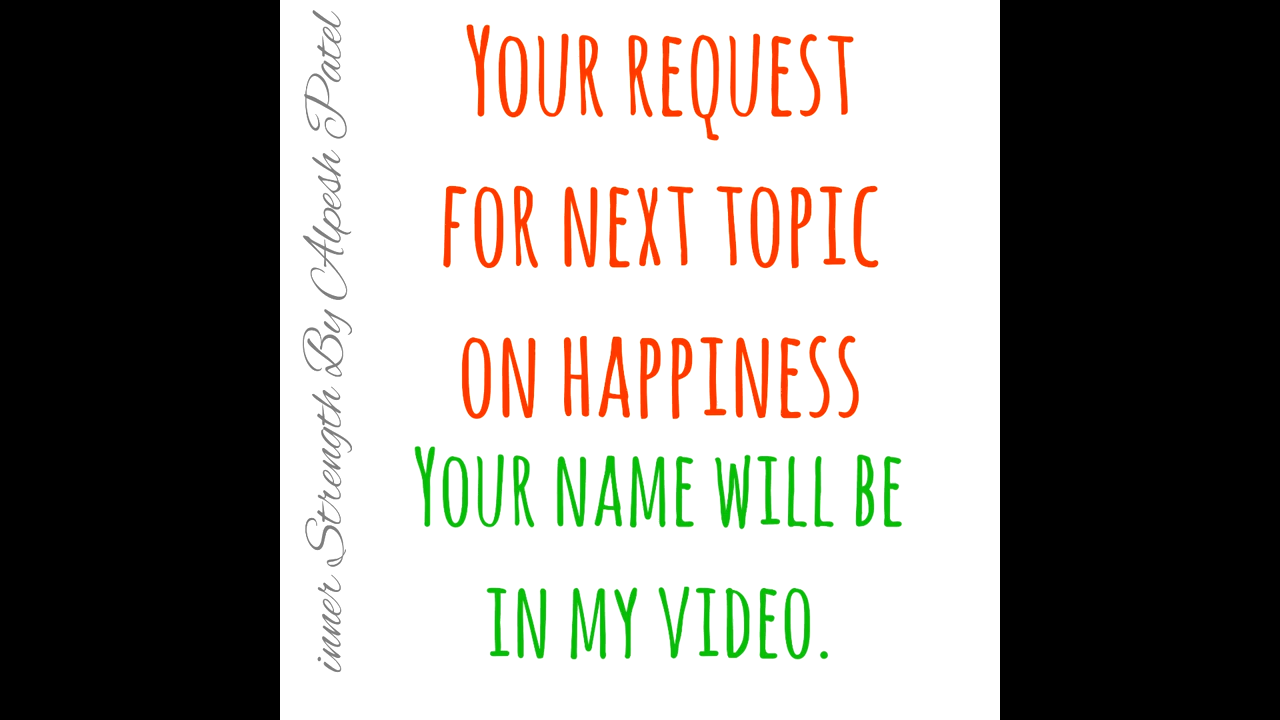 inner Strength By Alpesh Patel
Your request
for next topic
on happiness
Your name will be
in my video.